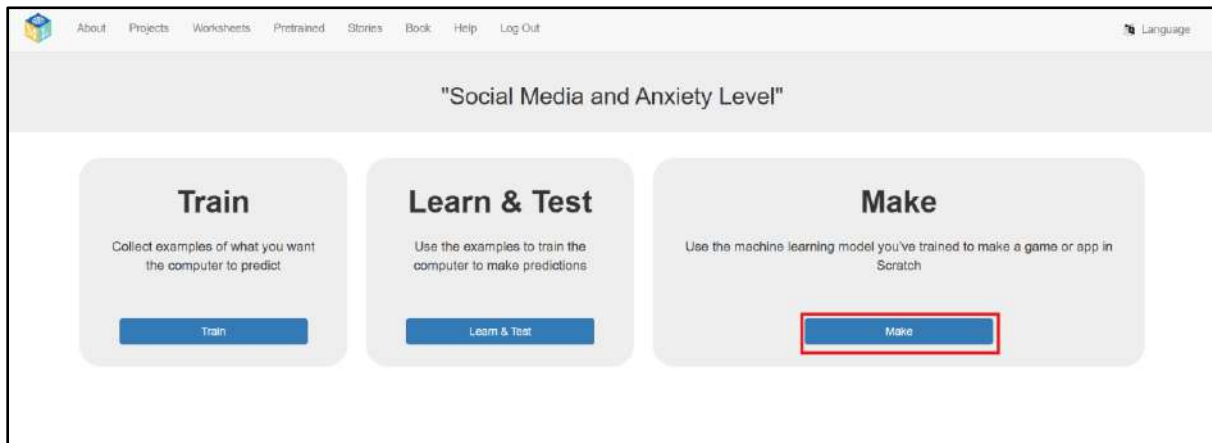 About Projects Worksheets Pretrained Stories Book Help Log Out Language
"Social Media and Anxiety Level"
Train
Collect examples of what you want
the computer to predict
Train
Learn & Test
Use the examples to train the
computer to make predictions
Learn & Test
Make
Use the machine learning model you've trained to make a game or app in
Scratch
Make